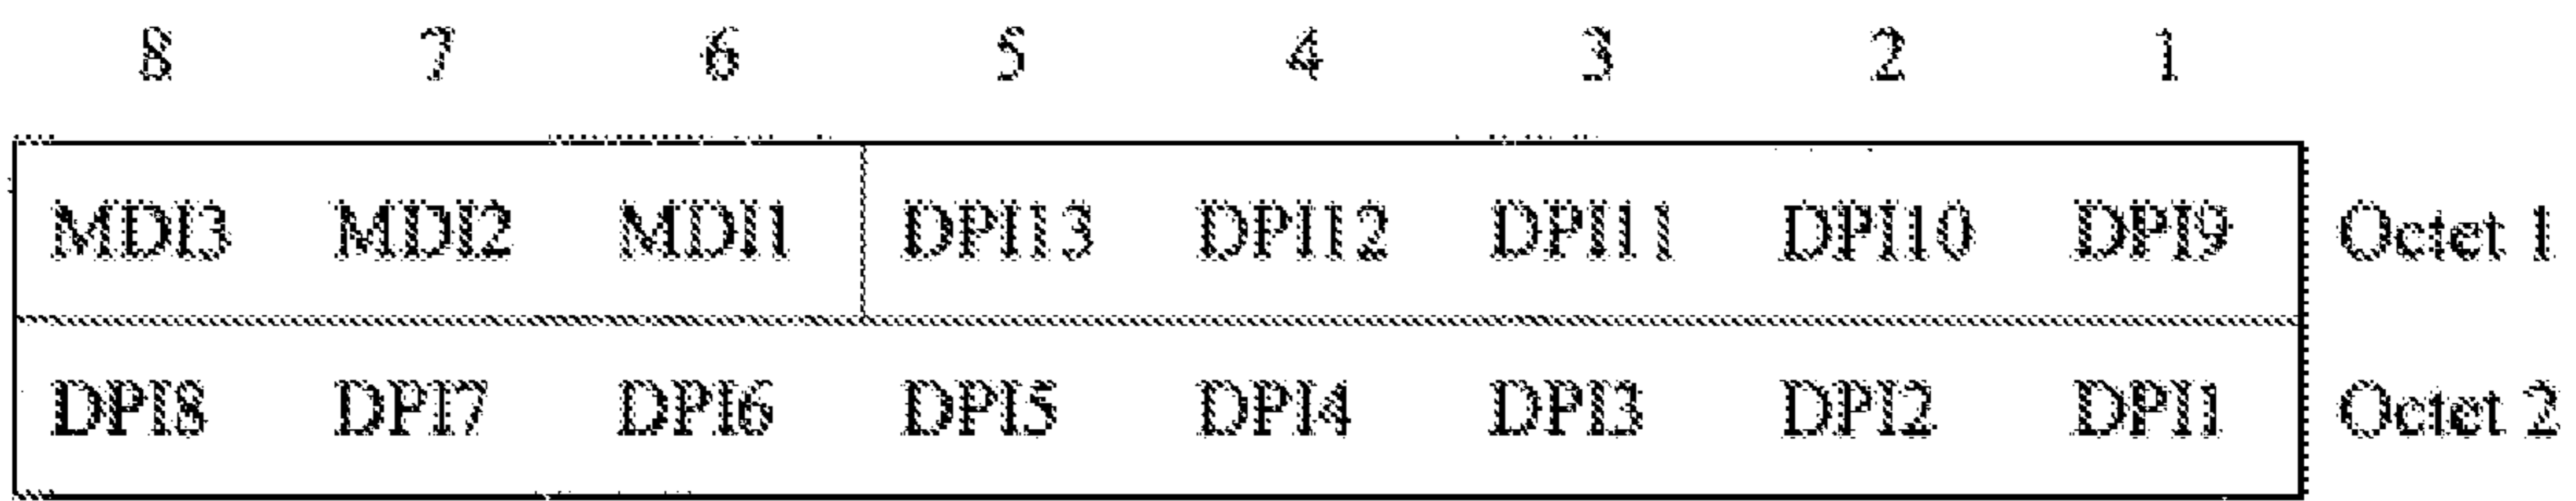 8 7 6 5 4 3 2 1
MDI3 MDI2 MDI1 DPI13 DPI12 DPI11 DPI10 DPI9 Octet 1
DPI8 DPI7 DPI6 DPI5 DPI4 DPI3 DPI2 DPI1 Octet 2